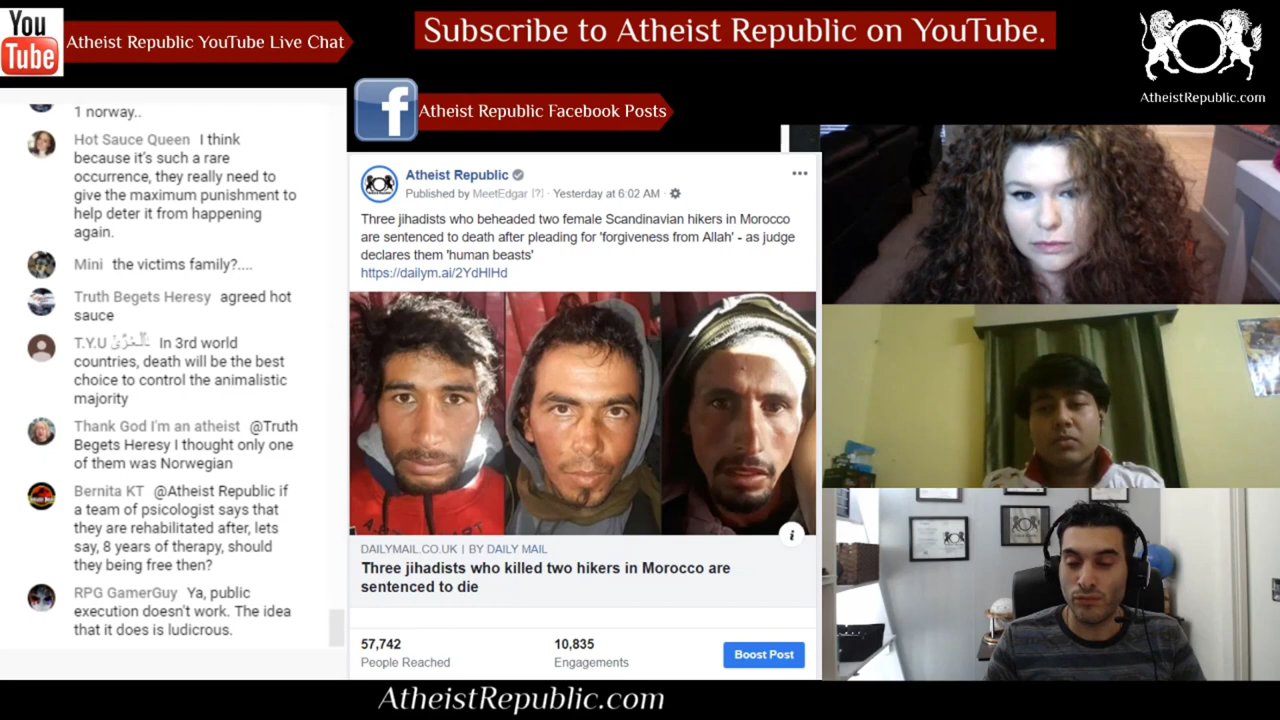 You
Tube
Atheist Republic YouTube Live Chat
Subscribe to Atheist Republic on YouTube.
AtheistRepublic.com
f
Atheist Republic Facebook Posts
1 norway..
Hot Sauce Queen I think
because it's such a rare
occurrence, they really need to
give the maximum punishment to
help deter it from happening
again.
Mini the victims family?....
Truth Begets Heresy agreed hot
sauce
T.Y.U In 3rd world
countries, death will be the best
choice to control the animalistic
majority
Thank God I'm an atheist @Truth
Begets Heresy I thought only one
of them was Norwegian
Bernita KT @Atheist Republic if
a team of psicologist says that
they are rehabilitated after, lets
say, 8 years of therapy, should
they being free then?
RPG GamerGuy Ya, public
execution doesn't work. The idea
that it does is ludicrous.
Atheist Republic
Published by MeetEdgar [?] · Yesterday at 6:02 AM ·
Three jihadists who beheaded two female Scandinavian hikers in Morocco
are sentenced to death after pleading for 'forgiveness from Allah' - as judge
declares them 'human beasts'
https://dailym.ai/2YdHlHd
DAILYMAIL.CO.UK | BY DAILY MAIL
Three jihadists who killed two hikers in Morocco are
sentenced to die
57,742
People Reached
10,835
Engagements
Boost Post
AtheistRepublic.com